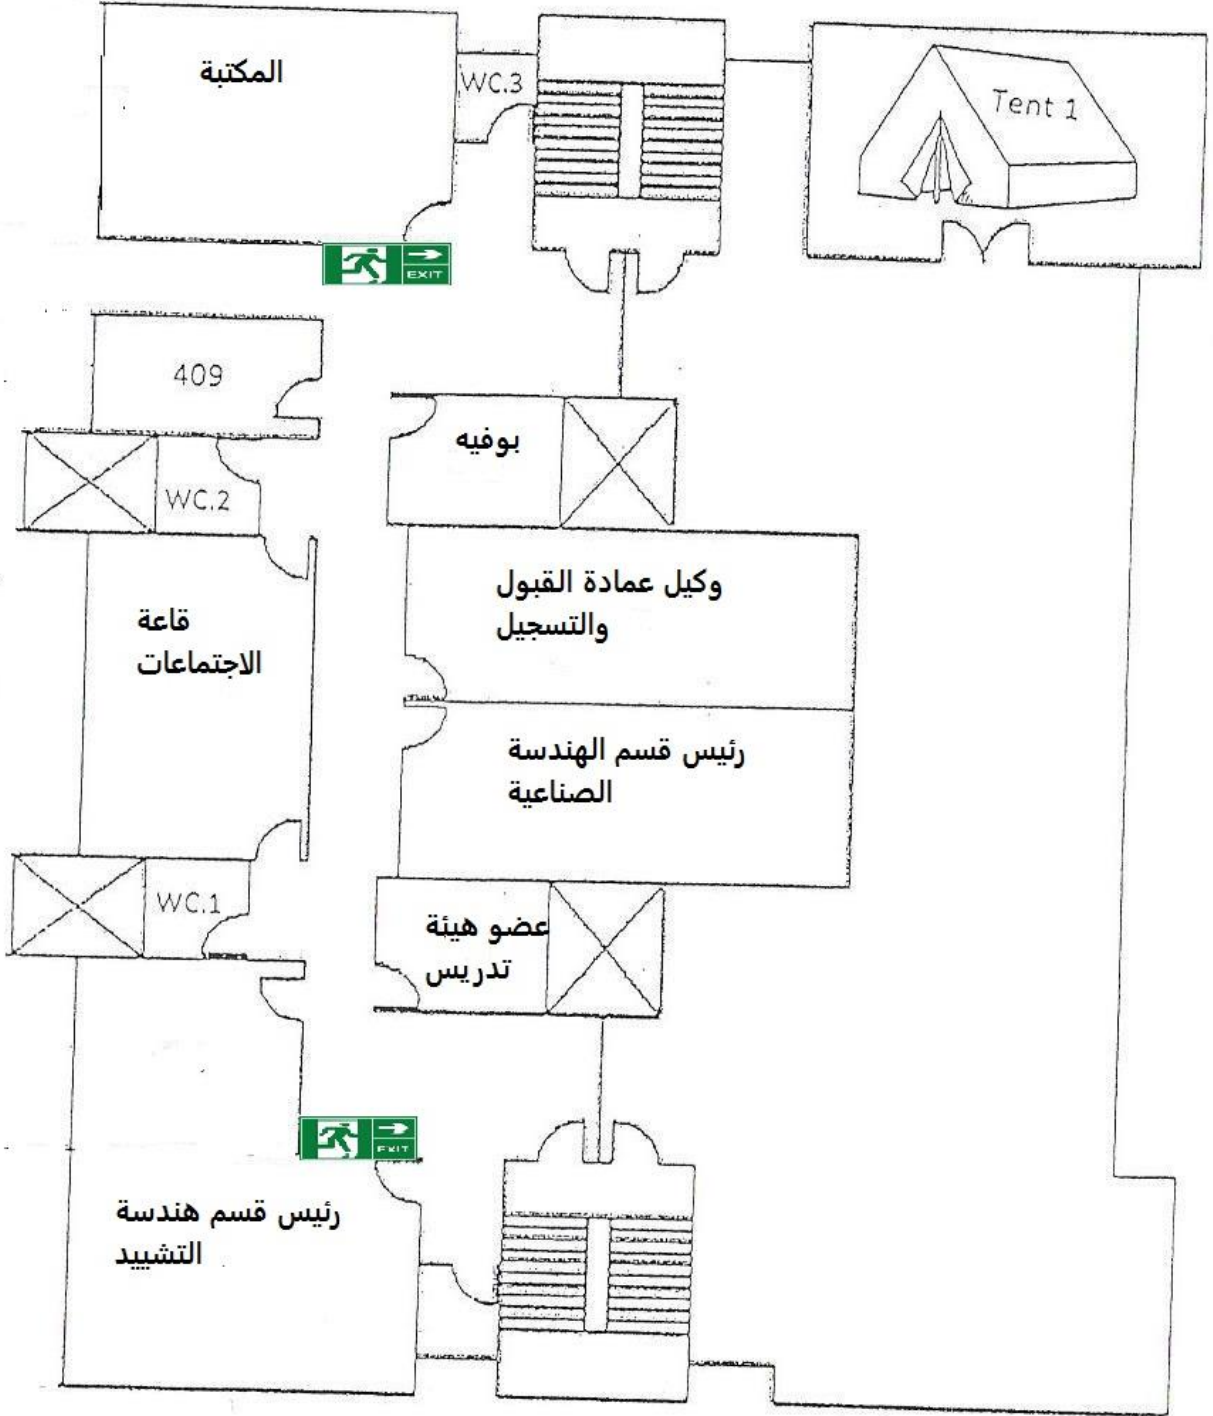 المكتبة
WC.3
Tent 1
EXIT
409
بوفيه
WC.2
وكيل عمادة القبول
والتسجيل
قاعة
الاجتماعات
رئيس قسم الهندسة
الصناعية
WC.1
عضو هيئة
تدريس
EXIT
رئيس قسم هندسة
التشييد